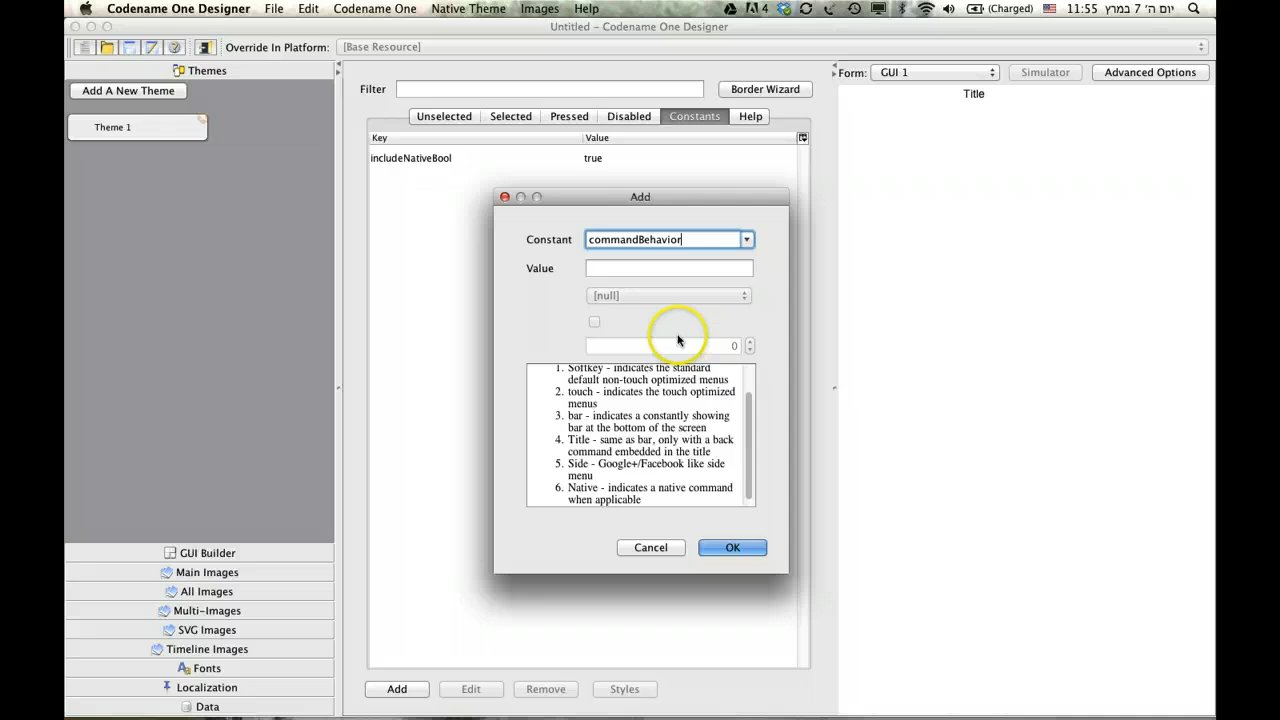 Codename One Designer File Edit Codename One Native Theme Images Help 4 (Charged) 11:55 יום ה' 7 במרץ
Untitled - Codename One Designer
Override In Platform: [Base Resource]
Themes
Add A New Theme
Theme 1
Filter
Border Wizard
Unselected Selected Pressed Disabled Constants Help
Key Value
includeNativeBool true
Form: GUI 1 Simulator Advanced Options
Title
Add
Constant commandBehavior
Value
[null]
0
1. Softkey - indicates the standard
default non-touch optimized menus
2. touch - indicates the touch optimized
menus
3. bar - indicates a constantly showing
bar at the bottom of the screen
4. Title - same as bar, only with a back
command embedded in the title
5. Side - Google+/Facebook like side
menu
6. Native - indicates a native command
when applicable
Cancel OK
GUI Builder
Main Images
All Images
Multi-Images
SVG Images
Timeline Images
Fonts
Localization
Data
Add Edit Remove Styles